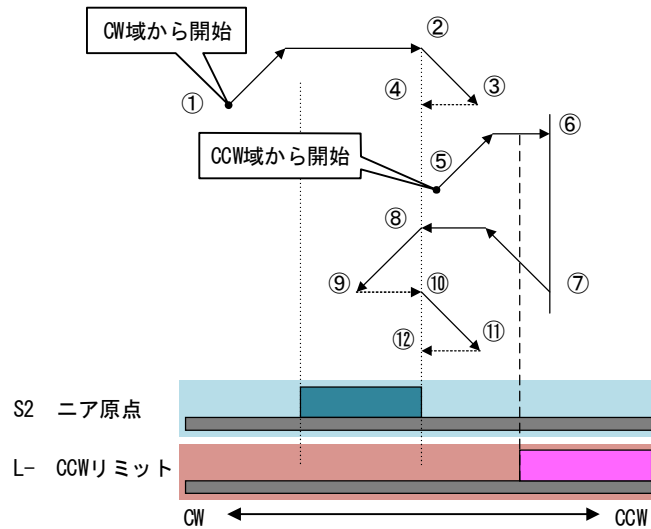 CW域から開始
②
①
④
③
CCW域から開始
⑤
⑥
⑧
⑨
⑩
⑦
⑫
⑪
S2 ニア原点
L- CCWリミット
CW
CCW